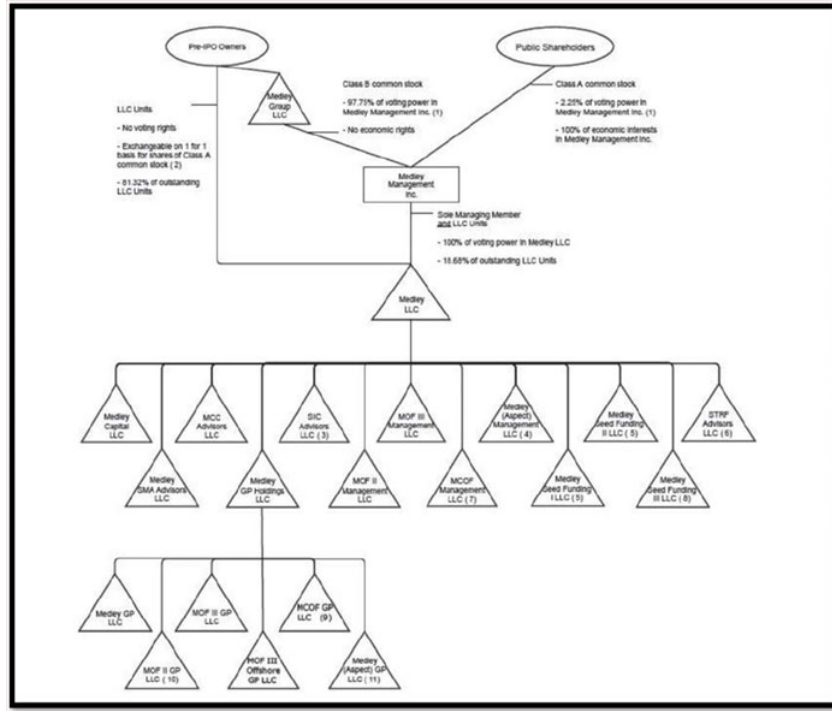 Pre-IPO Owners
Public Shareholders
Medley
Group
LLC
Class B common stock
- 97.75% of voting power in
Medley Management Inc. (1)
- No economic rights
Class A common stock
- 2.25% of voting power in
Medley Management Inc. (1)
- 100% of economic interests
in Medley Management Inc.
LLC Units
- No voting rights
- Exchangeable on 1 for 1
basis for shares of Class A
common stock (2)
- 81.32% of outstanding
LLC Units
Medley
Management
Inc.
Sole Managing Member
and LLC Units
- 100% of voting power in Medley LLC
- 18.68% of outstanding LLC Units
Medley
LLC
Medley
Capital
LLC
MCC
Advisors
LLC
SIC
Advisors
LLC (3)
MOF III
Management
LLC
Medley
(Aspect)
Management
LLC (4)
Medley
Seed Funding
II LLC (5)
STRF
Advisors
LLC (6)
Medley
SMA Advisors
LLC
Medley
GP Holdings
LLC
MOF II
Management
LLC
MCOF
Management
LLC (7)
Medley
Seed Funding
I LLC (5)
Medley
Seed Funding
III LLC (8)
Medley GP
LLC
MOF III GP
LLC
MCOF GP
LLC (9)
MOF II GP
LLC (10)
MOF III
Offshore
GP LLC
Medley
(Aspect) GP
LLC (11)